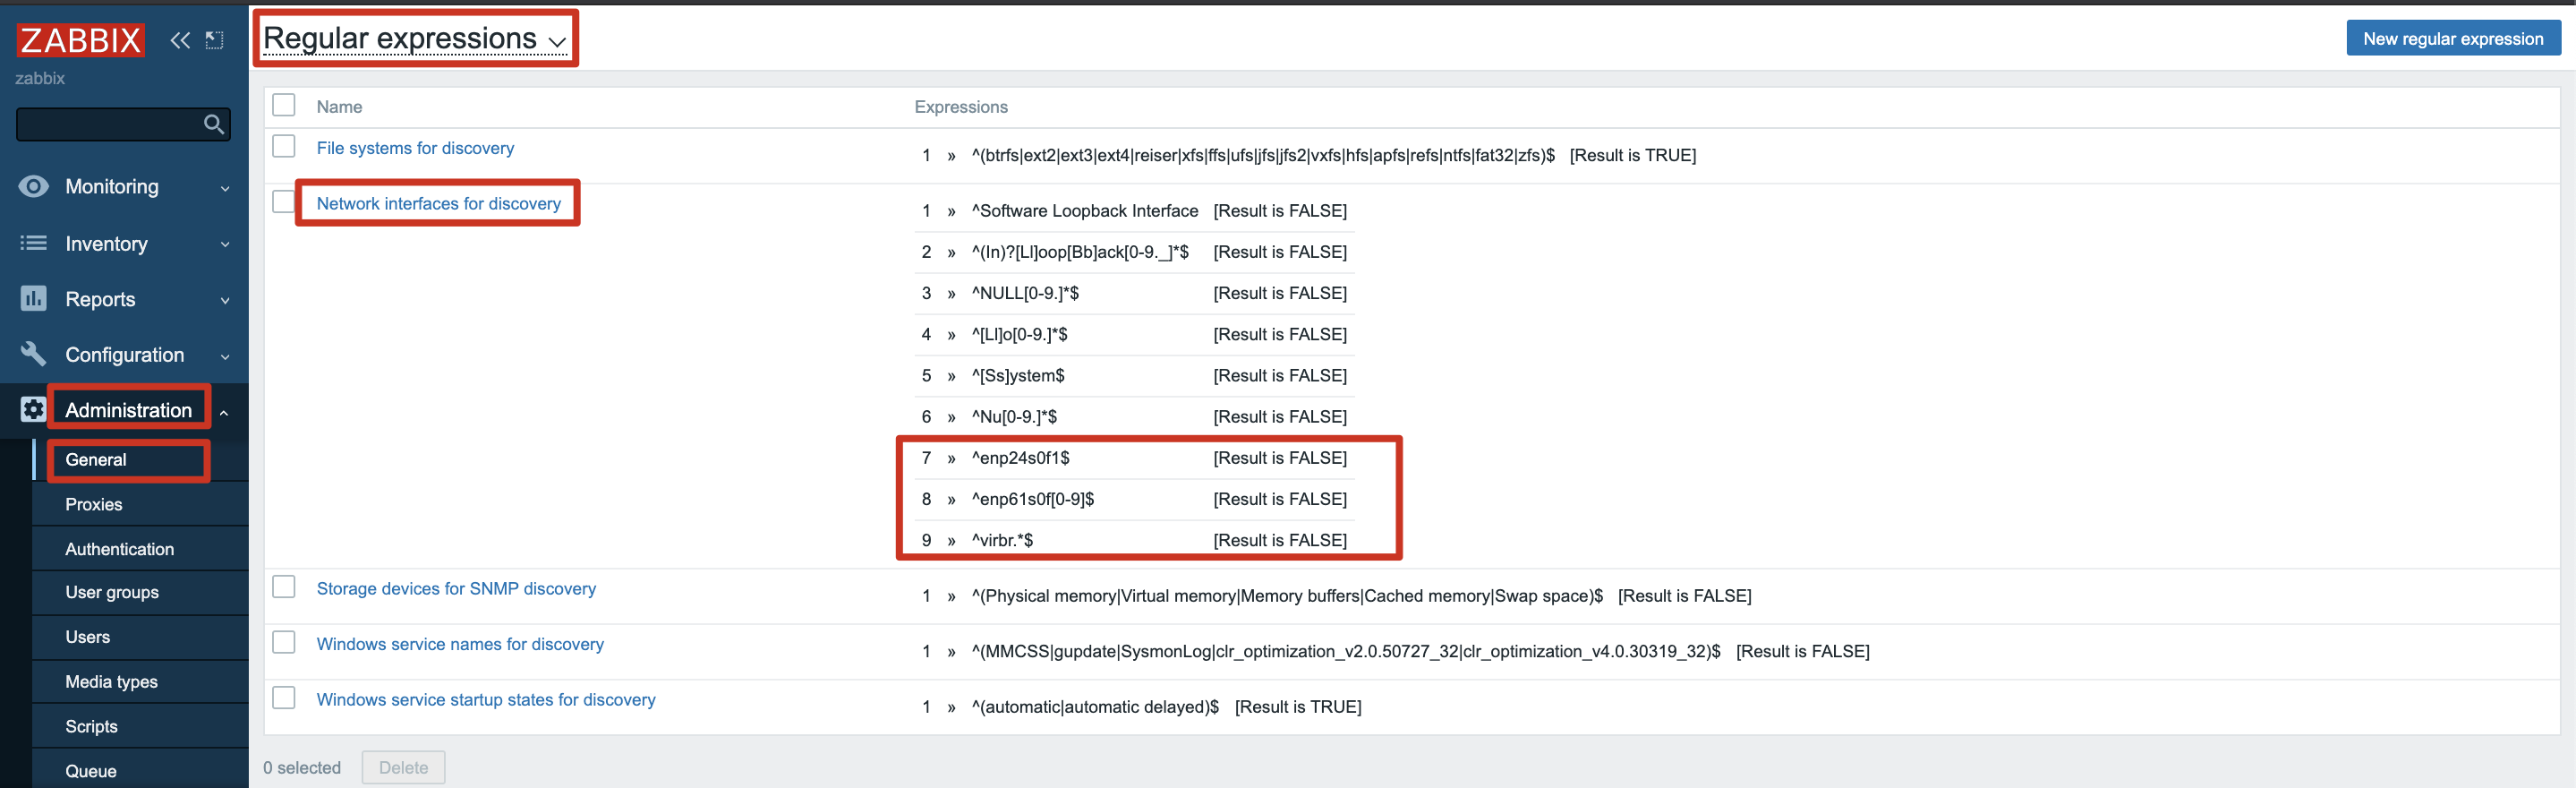 ZABBIX
zabbix
Monitoring
Inventory
Reports
Configuration
Administration
General
Proxies
Authentication
User groups
Users
Media types
Scripts
Queue
Regular expressions
New regular expression
Name Expressions
File systems for discovery
1 » ^(btrfs|ext2|ext3|ext4|reiser|xfs|ffs|ufs|jfs|jfs2|vxfs|hfs|apfs|refs|ntfs|fat32|zfs)$ [Result is TRUE]
Network interfaces for discovery
1 » ^Software Loopback Interface [Result is FALSE]
2 » ^(In)?[Ll]oop[Bb]ack[0-9._]*$ [Result is FALSE]
3 » ^NULL[0-9.]*$ [Result is FALSE]
4 » ^[Ll]o[0-9.]*$ [Result is FALSE]
5 » ^[Ss]ystem$ [Result is FALSE]
6 » ^Nu[0-9.]*$ [Result is FALSE]
7 » ^enp24s0f1$ [Result is FALSE]
8 » ^enp61s0f[0-9]$ [Result is FALSE]
9 » ^virbr.*$ [Result is FALSE]
Storage devices for SNMP discovery
1 » ^(Physical memory|Virtual memory|Memory buffers|Cached memory|Swap space)$ [Result is FALSE]
Windows service names for discovery
1 » ^(MMCSS|gupdate|SysmonLog|clr_optimization_v2.0.50727_32|clr_optimization_v4.0.30319_32)$ [Result is FALSE]
Windows service startup states for discovery
1 » ^(automatic|automatic delayed)$ [Result is TRUE]
0 selected Delete